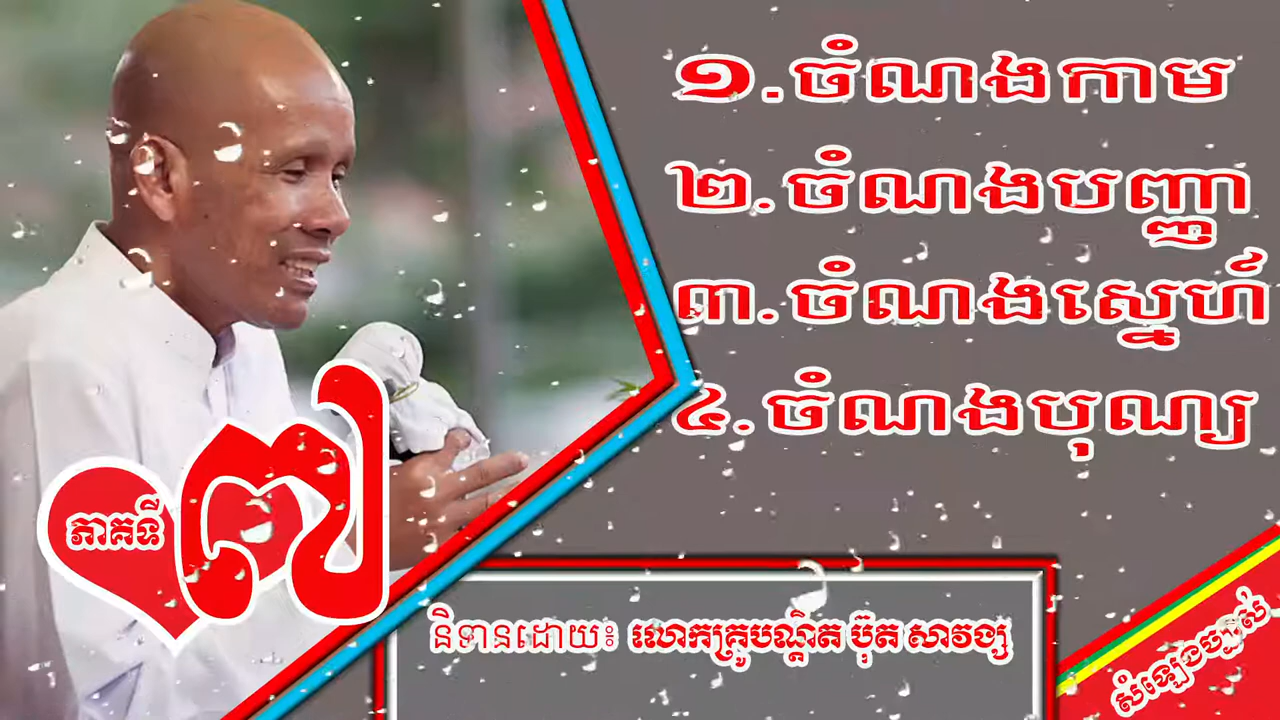 ១.ចំណងកាម
២.ចំណងបញ្ញា
៣.ចំណងស្នេហ៍
៤.ចំណងបុណ្យ
ភាគទី ៧
និទានដោយ៖ លោកគ្រូបណ្ឌិត ប៊ុត សាវង្ស
សំឡេងច្បាស់